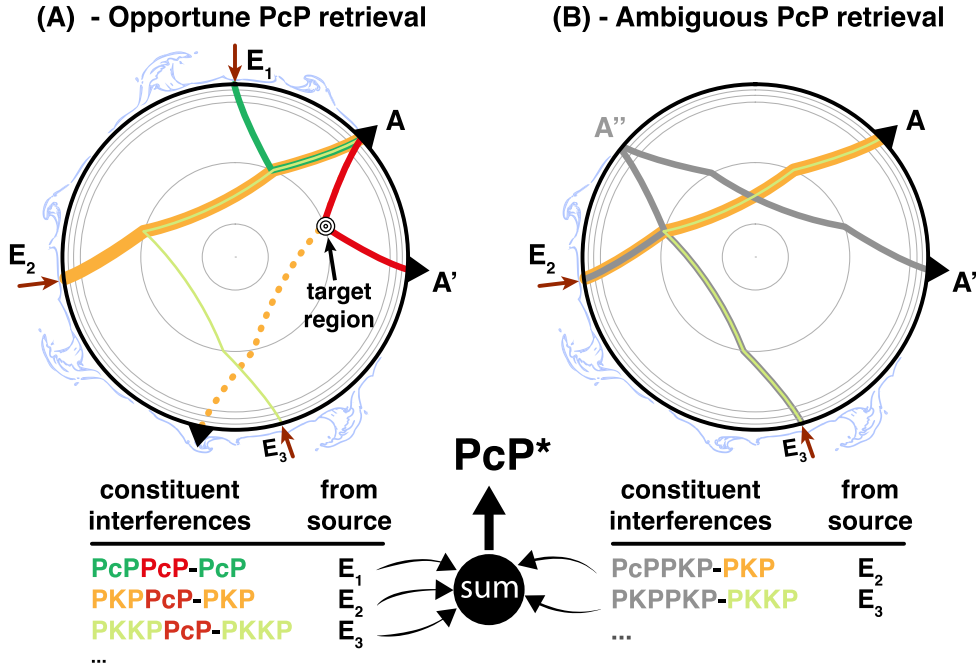 (A) - Opportune PcP retrieval
(B) - Ambiguous PcP retrieval
E1
A
E2
target
region
A'
E3
A''
A
E2
A'
E3
PcP*
constituent
interferences
from
source
PcPPcP-PcP E1
PKPPcP-PKP E2
PKKPPcP-PKKP E3
...
sum
constituent
interferences
from
source
PcPPKP-PKP E2
PKPPKP-PKKP E3
...